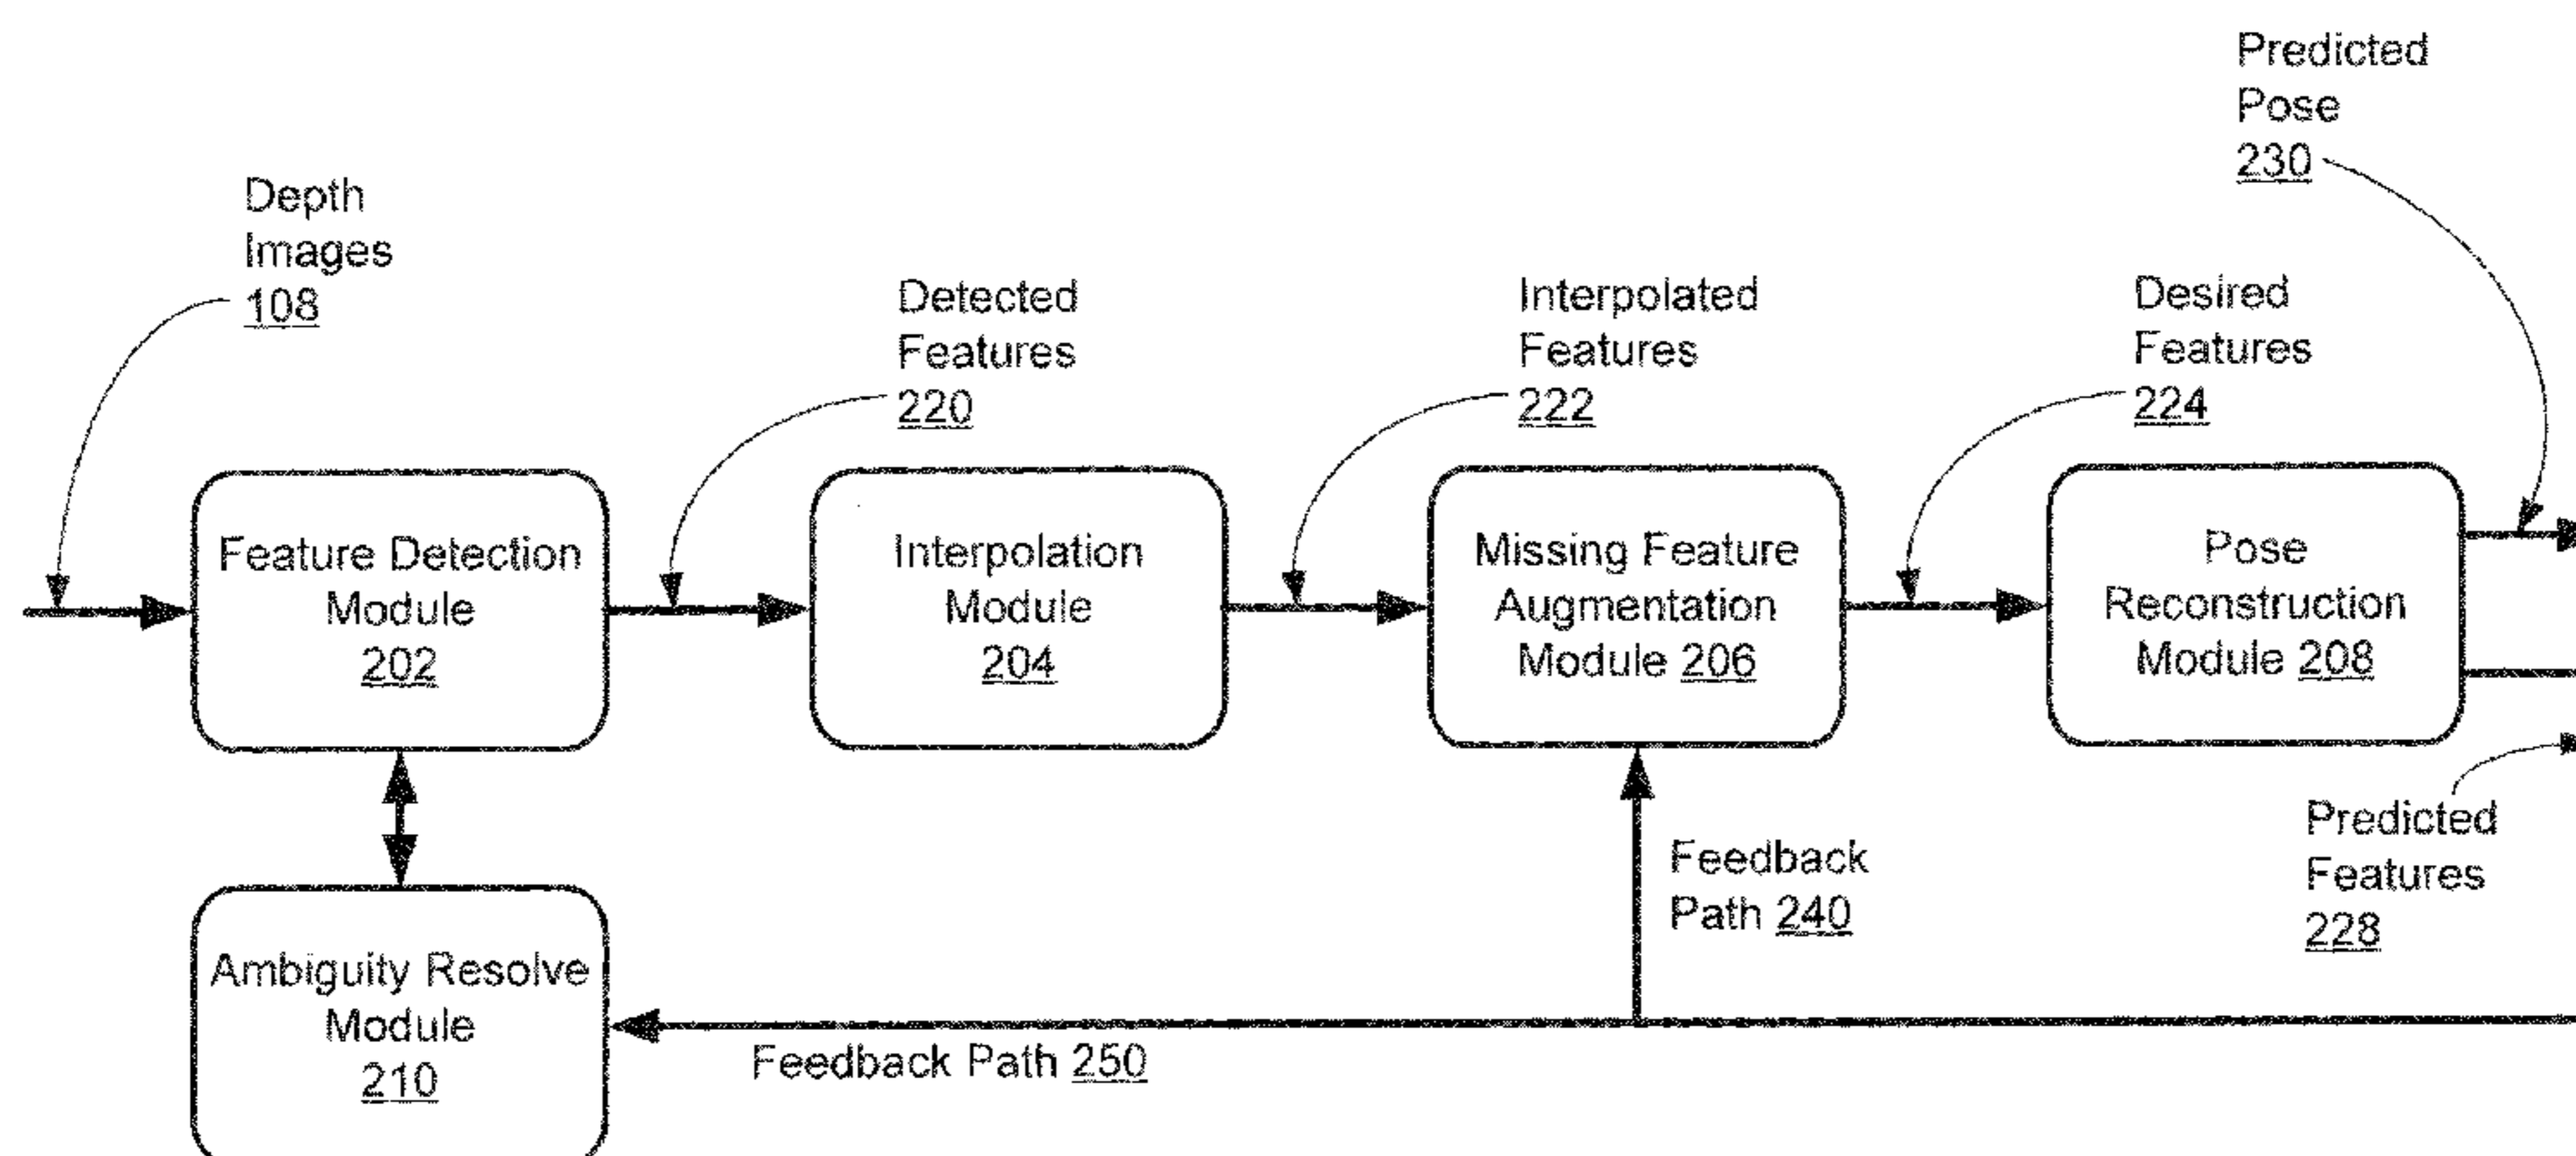 Predicted
Pose
230
Depth
Images
108
Detected
Features
220
Interpolated
Features
222
Desired
Features
224
Feature Detection
Module
202
Interpolation
Module
204
Missing Feature
Augmentation
Module 206
Pose
Reconstruction
Module 208
Feedback
Path 240
Predicted
Features
228
Ambiguity Resolve
Module
210
Feedback Path 250